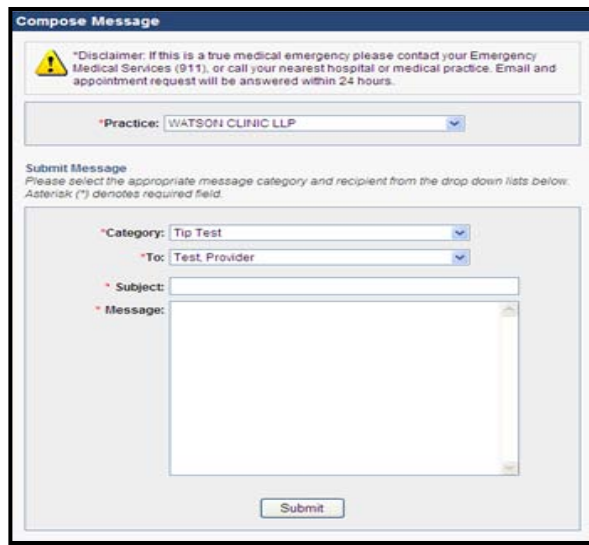 Compose Message
*Disclaimer: If this is a true medical emergency please contact your Emergency
Medical Services (911), or call your nearest hospital or medical practice. Email and
appointment request will be answered within 24 hours.
*Practice: WATSON CLINIC LLP
Submit Message
Please select the appropriate message category and recipient from the drop down lists below.
Asterisk (*) denotes required field.
*Category: Tip Test
*To: Test, Provider
* Subject:
* Message:
Submit